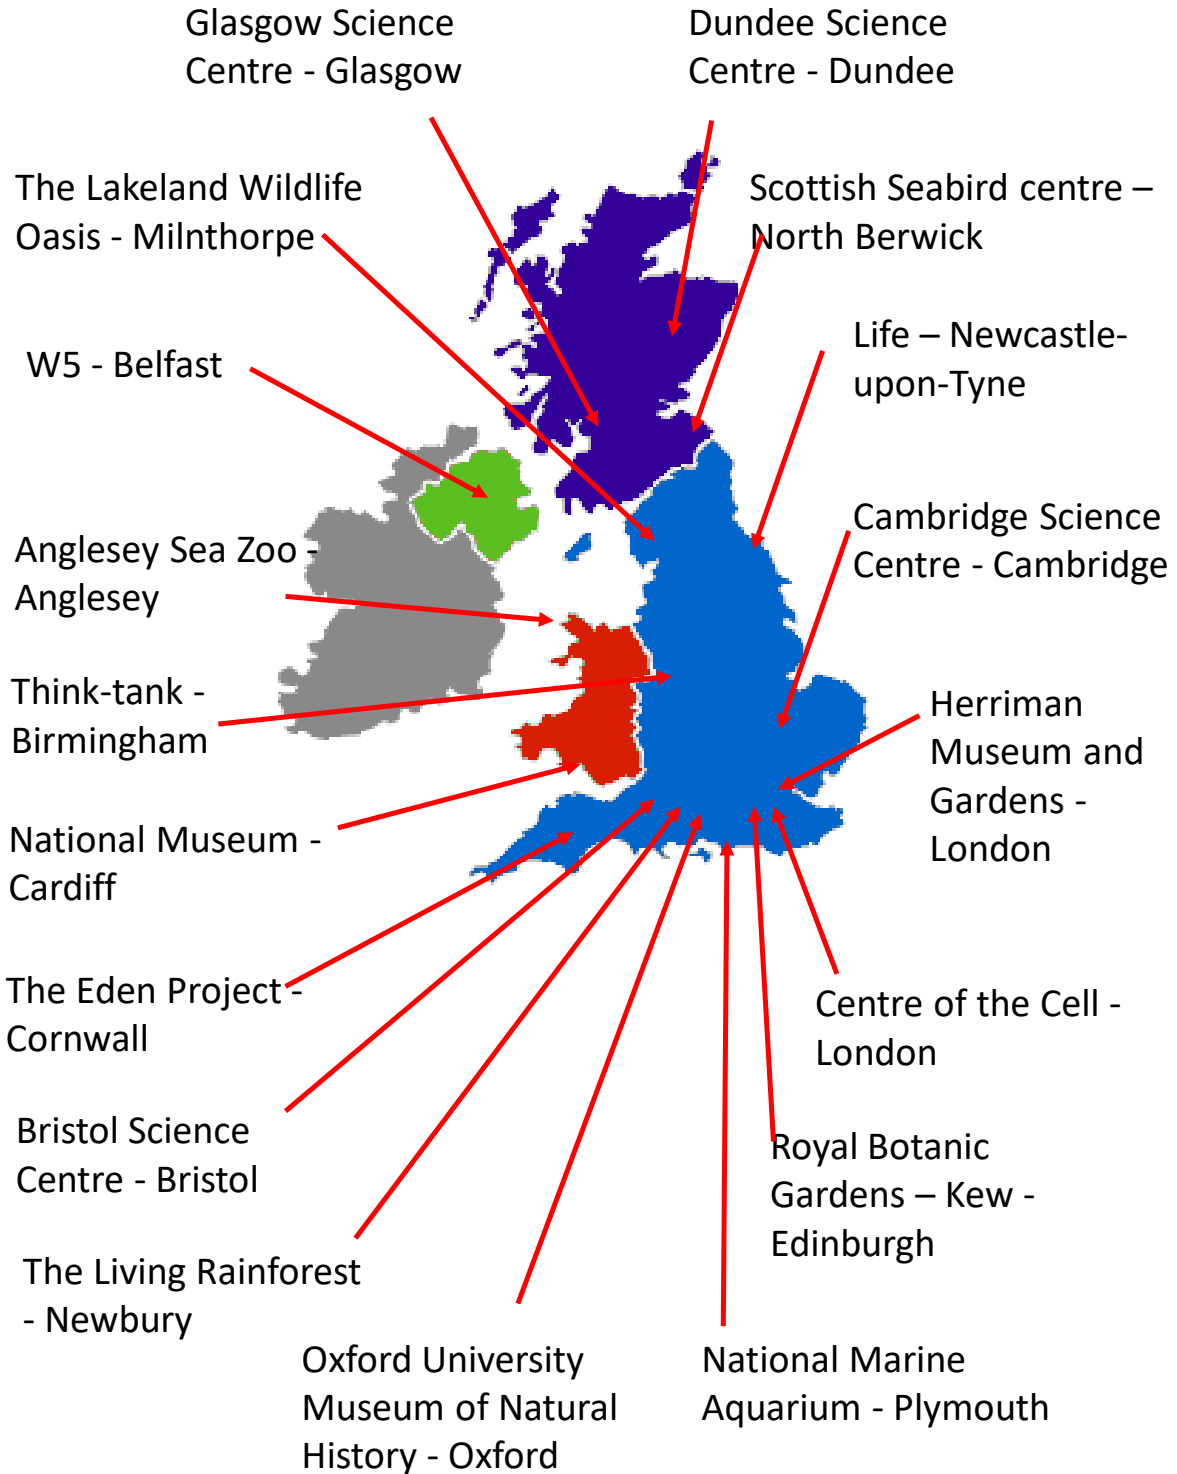 Glasgow Science
Centre - Glasgow
Dundee Science
Centre - Dundee
The Lakeland Wildlife
Oasis - Milnthorpe
Scottish Seabird centre –
North Berwick
W5 - Belfast
Life – Newcastle-
upon-Tyne
Anglesey Sea Zoo -
Anglesey
Cambridge Science
Centre - Cambridge
Think-tank -
Birmingham
Herriman
Museum and
Gardens -
London
National Museum -
Cardiff
The Eden Project -
Cornwall
Centre of the Cell -
London
Bristol Science
Centre - Bristol
Royal Botanic
Gardens – Kew -
Edinburgh
The Living Rainforest
- Newbury
Oxford University
Museum of Natural
History - Oxford
National Marine
Aquarium - Plymouth